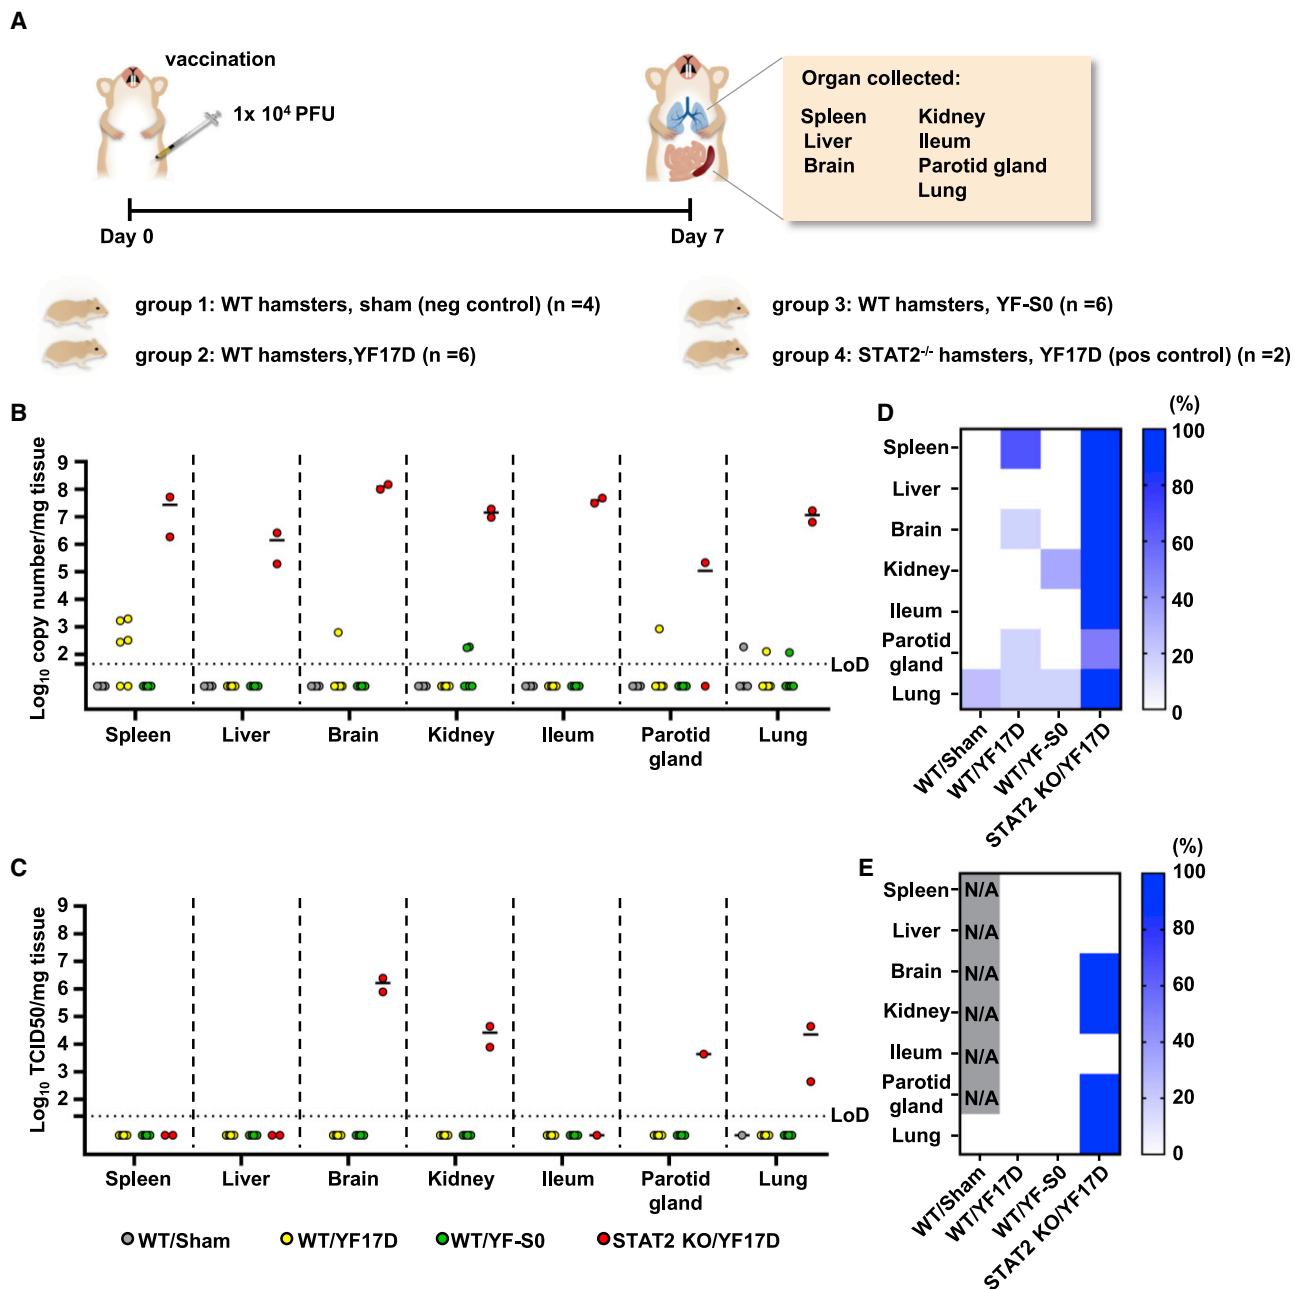 A
vaccination
1x 10⁴ PFU
Day 0
Day 7
Organ collected:
Spleen Kidney
Liver Ileum
Brain Parotid gland
Lung
group 1: WT hamsters, sham (neg control) (n =4)
group 2: WT hamsters,YF17D (n =6)
group 3: WT hamsters, YF-S0 (n =6)
group 4: STAT2-/- hamsters, YF17D (pos control) (n =2)
B
Log10 copy number/mg tissue
9
8
7
6
5
4
3
2
LoD
Spleen Liver Brain Kidney Ileum Parotid gland Lung
D
(%)
Spleen
Liver
Brain
Kidney
Ileum
Parotid
gland
Lung
100
80
60
40
20
0
WT/Sham
WT/YF17D
WT/YF-S0
STAT2 KO/YF17D
C
Log10 TCID50/mg tissue
9
8
7
6
5
4
3
2
LoD
Spleen Liver Brain Kidney Ileum Parotid gland Lung
WT/Sham WT/YF17D WT/YF-S0 STAT2 KO/YF17D
E
(%)
Spleen N/A
Liver N/A
Brain N/A
Kidney N/A
Ileum N/A
Parotid
gland N/A
Lung
100
80
60
40
20
0
WT/Sham
WT/YF17D
WT/YF-S0
STAT2 KO/YF17D